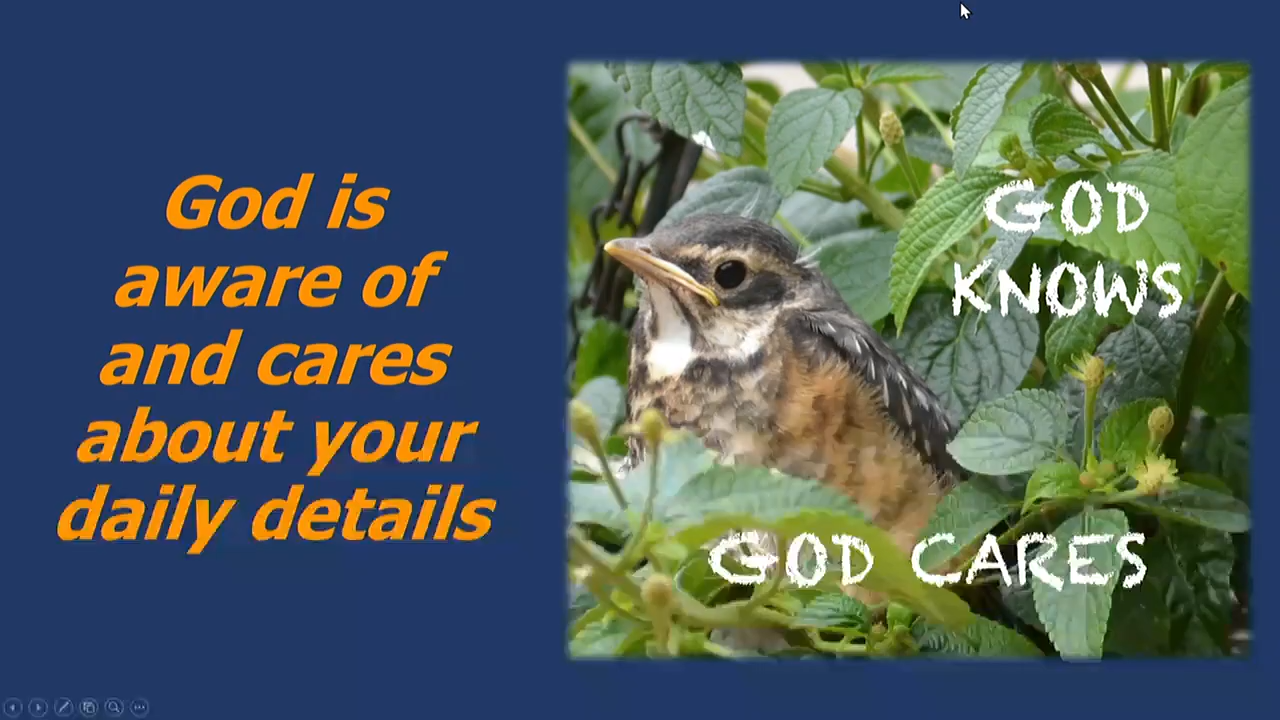 God is
aware of
and cares
about your
daily details
GOD
KNOWS
GOD CARES